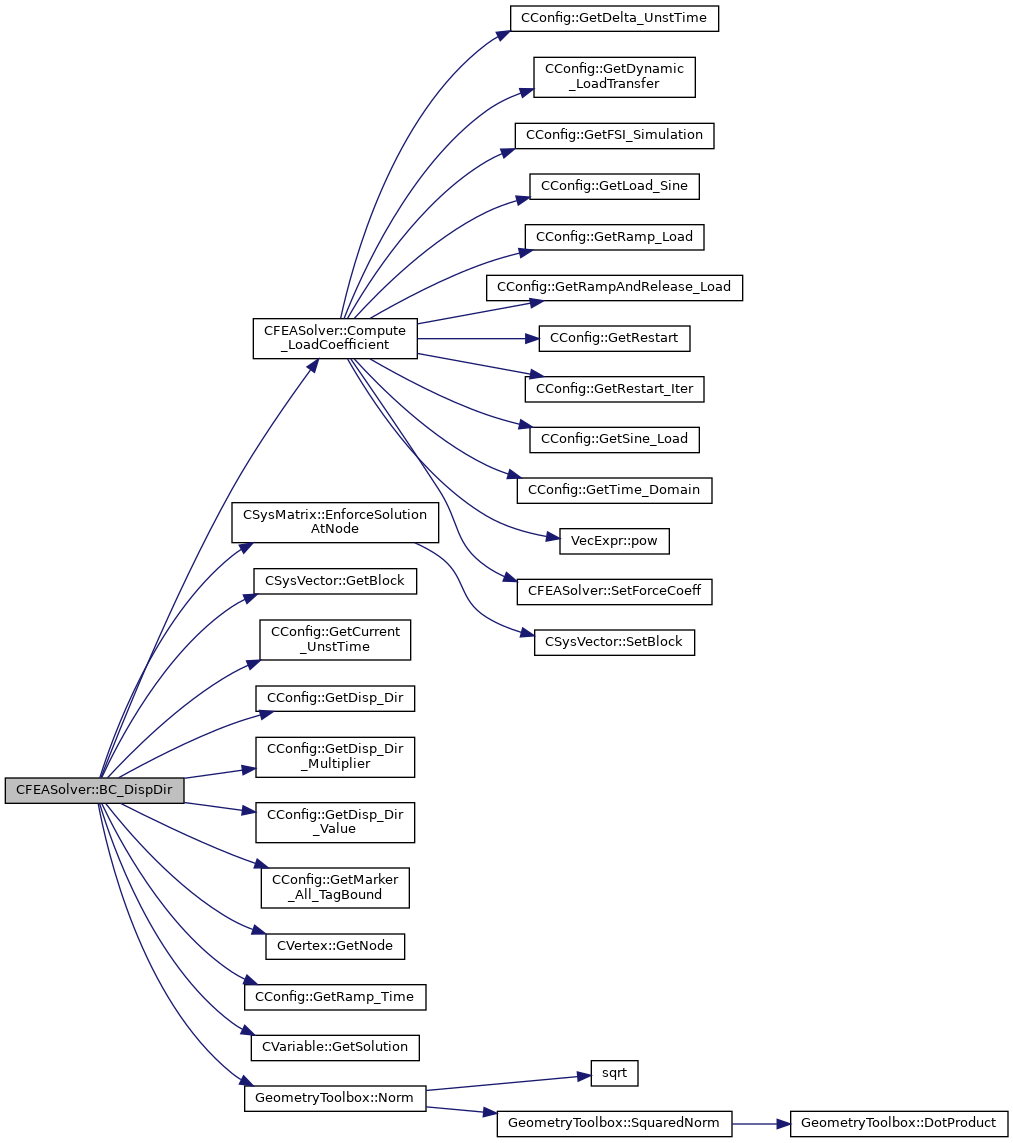 CFEASolver::BC_DispDir
CFEASolver::Compute
_LoadCoefficient
CConfig::GetDelta_UnstTime
CConfig::GetDynamic
_LoadTransfer
CConfig::GetFSI_Simulation
CConfig::GetLoad_Sine
CConfig::GetRamp_Load
CConfig::GetRampAndRelease_Load
CConfig::GetRestart
CConfig::GetRestart_Iter
CConfig::GetSine_Load
CConfig::GetTime_Domain
VecExpr::pow
CFEASolver::SetForceCoeff
CSysMatrix::EnforceSolution
AtNode
CSysVector::SetBlock
CSysVector::GetBlock
CConfig::GetCurrent
_UnstTime
CConfig::GetDisp_Dir
CConfig::GetDisp_Dir
_Multiplier
CConfig::GetDisp_Dir
_Value
CConfig::GetMarker
_All_TagBound
CVertex::GetNode
CConfig::GetRamp_Time
CVariable::GetSolution
GeometryToolbox::Norm
sqrt
GeometryToolbox::SquaredNorm
GeometryToolbox::DotProduct